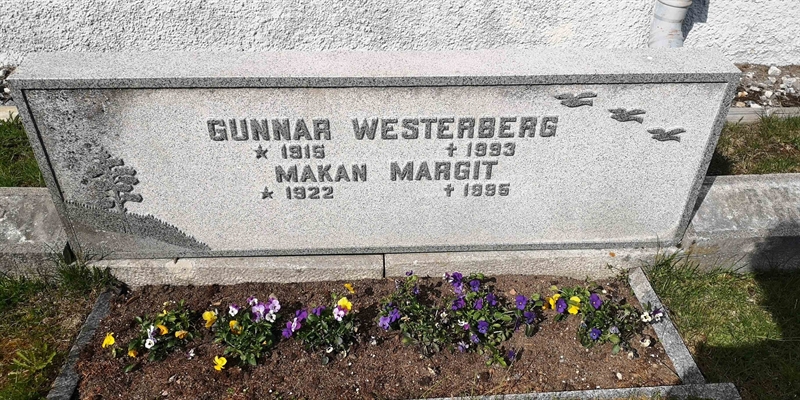 GUNNAR WESTERBERG
* 1915 † 1993
MAKAN MARGIT
* 1922 † 1995